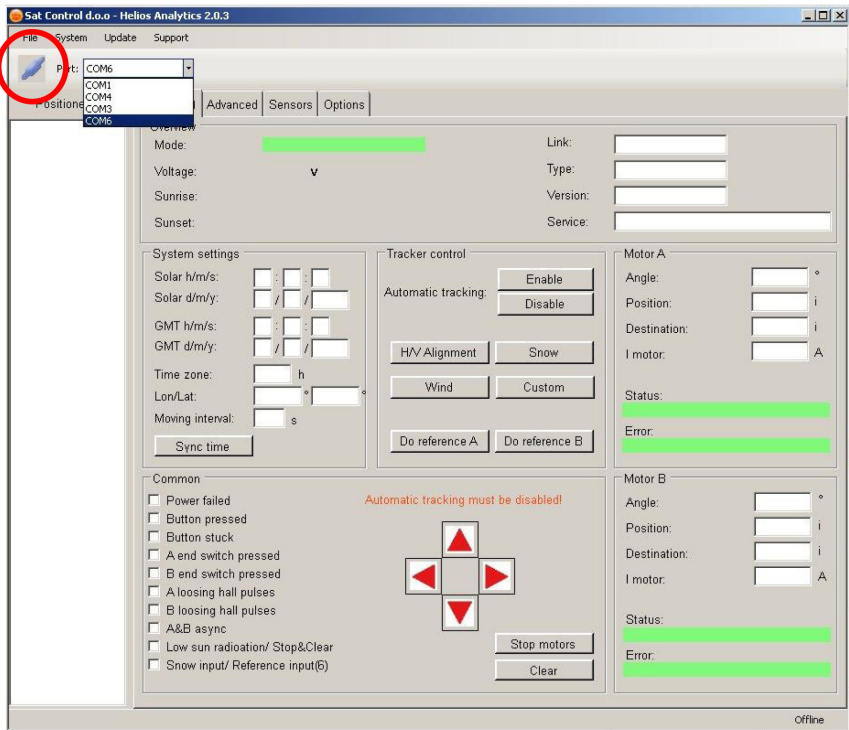 Sat Control d.o.o - Helios Analytics 2.0.3
File System Update Support
Port: COM6
COM1
COM4
COM3
COM6
Positione Advanced Sensors Options
Overview
Mode:
Voltage: V
Sunrise:
Sunset:
Link:
Type:
Version:
Service:
System settings
Solar h/m/s: : :
Solar d/m/y: / /
GMT h/m/s: : :
GMT d/m/y: / /
Time zone: h
Lon/Lat: ° °
Moving interval: s
Sync time
Tracker control
Automatic tracking:
Enable
Disable
H/V Alignment Snow
Wind Custom
Do reference A Do reference B
Motor A
Angle: °
Position: i
Destination: i
I motor: A
Status:
Error:
Common
Power failed
Button pressed
Button stuck
A end switch pressed
B end switch pressed
A loosing hall pulses
B loosing hall pulses
A&B async
Low sun radioation/ Stop&Clear
Snow input/ Reference input(6)
Automatic tracking must be disabled!
Stop motors
Clear
Motor B
Angle: °
Position: i
Destination: i
I motor: A
Status:
Error:
Offline